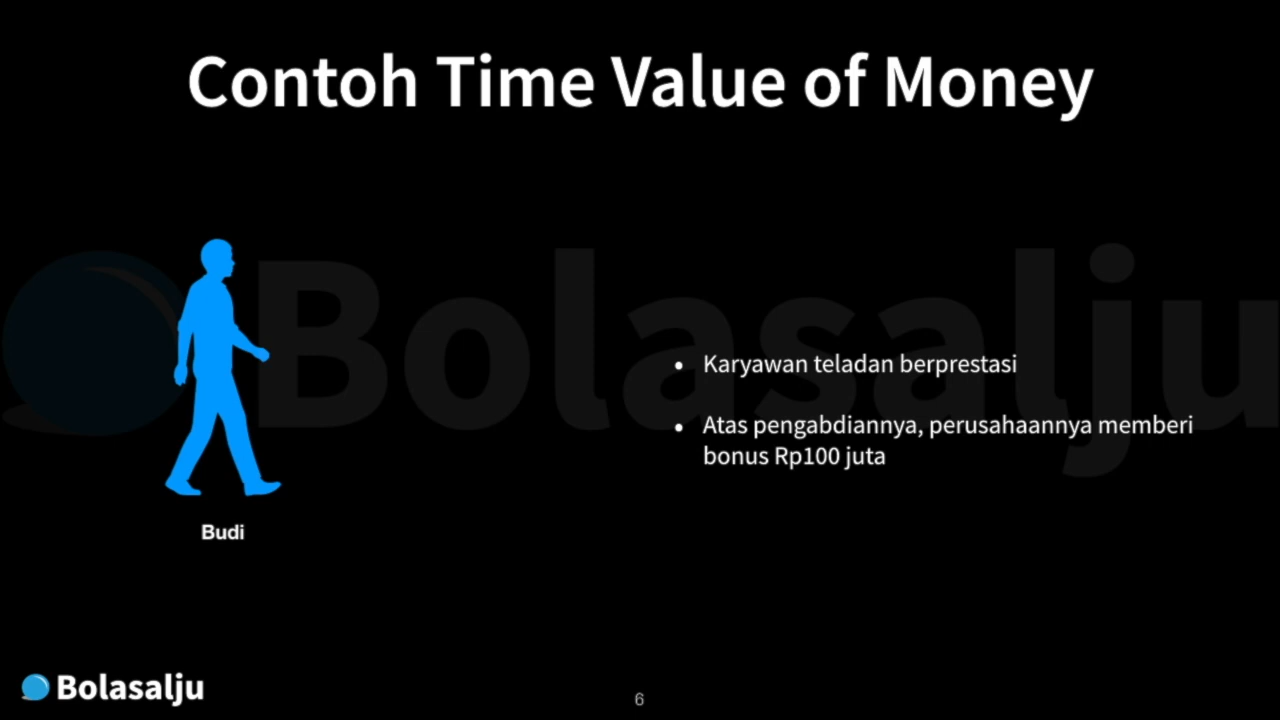 Contoh Time Value of Money
Bolasalju
• Karyawan teladan berprestasi
• Atas pengabdiannya, perusahaannya memberi
bonus Rp100 juta
Budi
Bolasalju
6